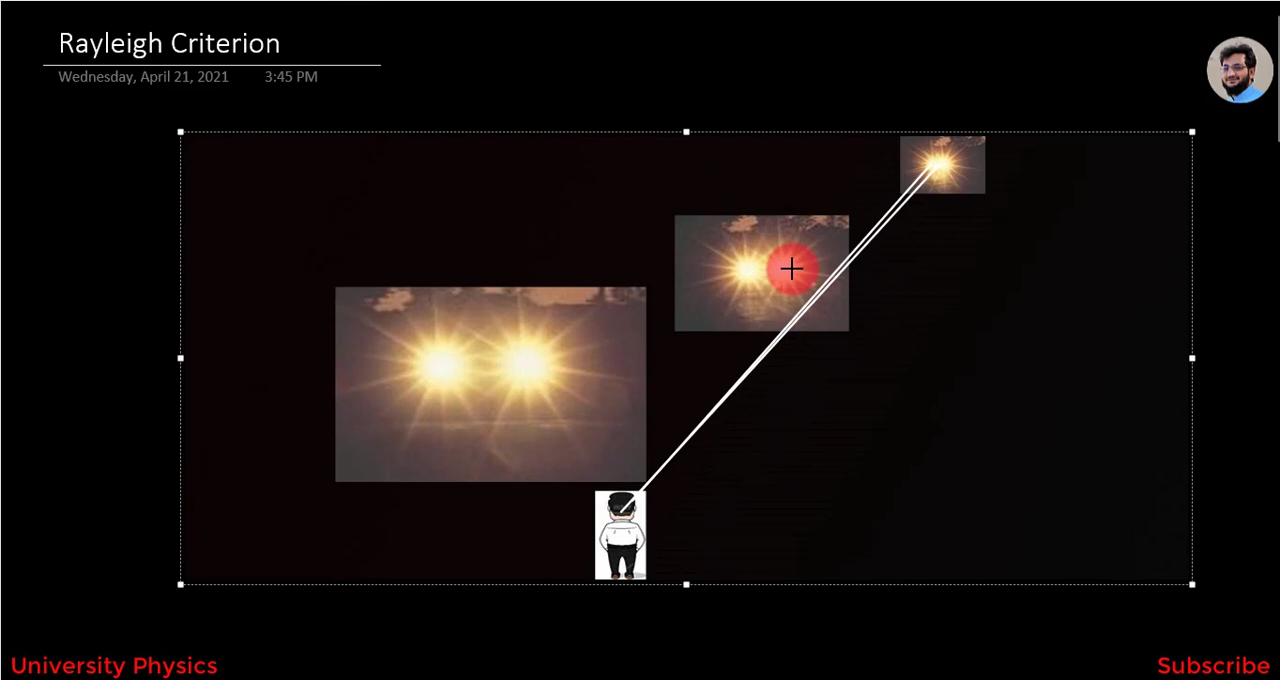 Rayleigh Criterion
Wednesday, April 21, 2021 3:45 PM
University Physics
Subscribe